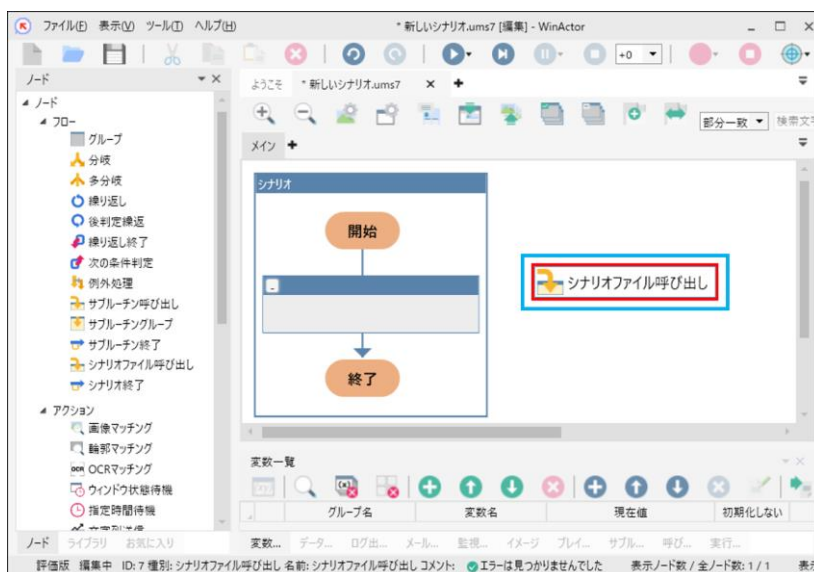 ファイル(F) 表示(V) ツール(T) ヘルプ(H)
* 新しいシナリオ.ums7 [編集] - WinActor
+0
ノード
ようこそ * 新しいシナリオ.ums7
部分一致
検索文字
メイン
ノード
フロー
グループ
分岐
多分岐
繰り返し
後判定繰返
繰り返し終了
次の条件判定
例外処理
サブルーチン呼び出し
サブルーチングループ
サブルーチン終了
シナリオファイル呼び出し
シナリオ終了
アクション
画像マッチング
輪郭マッチング
OCRマッチング
ウィンドウ状態待機
指定時間待機
シナリオ
開始
終了
シナリオファイル呼び出し
変数一覧
グループ名 変数名 現在値 初期化しない
ノード ライブラリ お気に入り
変数... データ... ログ出... メール... 監視... イメージ プレイ... サブル... 呼び... 実行...
評価版 編集中 ID: 7 種別: シナリオファイル呼び出し 名前: シナリオファイル呼び出し コメント: エラーは見つかりませんでした 表示ノード数 / 全ノード数: 1 / 1 表示